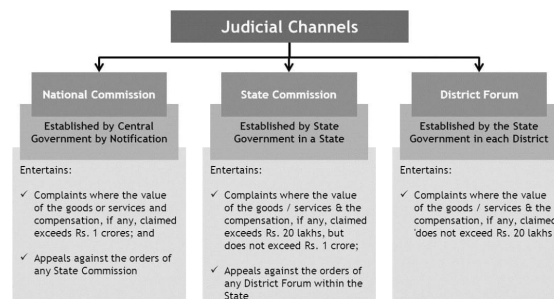 Judicial Channels
National Commission
Established by Central
Government by Notification
Entertains:
✓ Complaints where the value
of the goods or services and
compensation, if any, claimed
exceeds Rs. 1 crores; and
✓ Appeals against the orders of
any State Commission
State Commission
Established by State
Government in a State
Entertains:
✓ Complaints where the value
of the goods / services & the
compensation, if any, claimed
exceeds Rs. 20 lakhs, but
does not exceed Rs. 1 crore;
✓ Appeals against the orders of
any District Forum within the
State
District Forum
Established by the State
Government in each District
Entertains:
✓ Complaints where the value
of the goods / services & the
compensation, if any, claimed
'does not exceed Rs. 20 lakhs